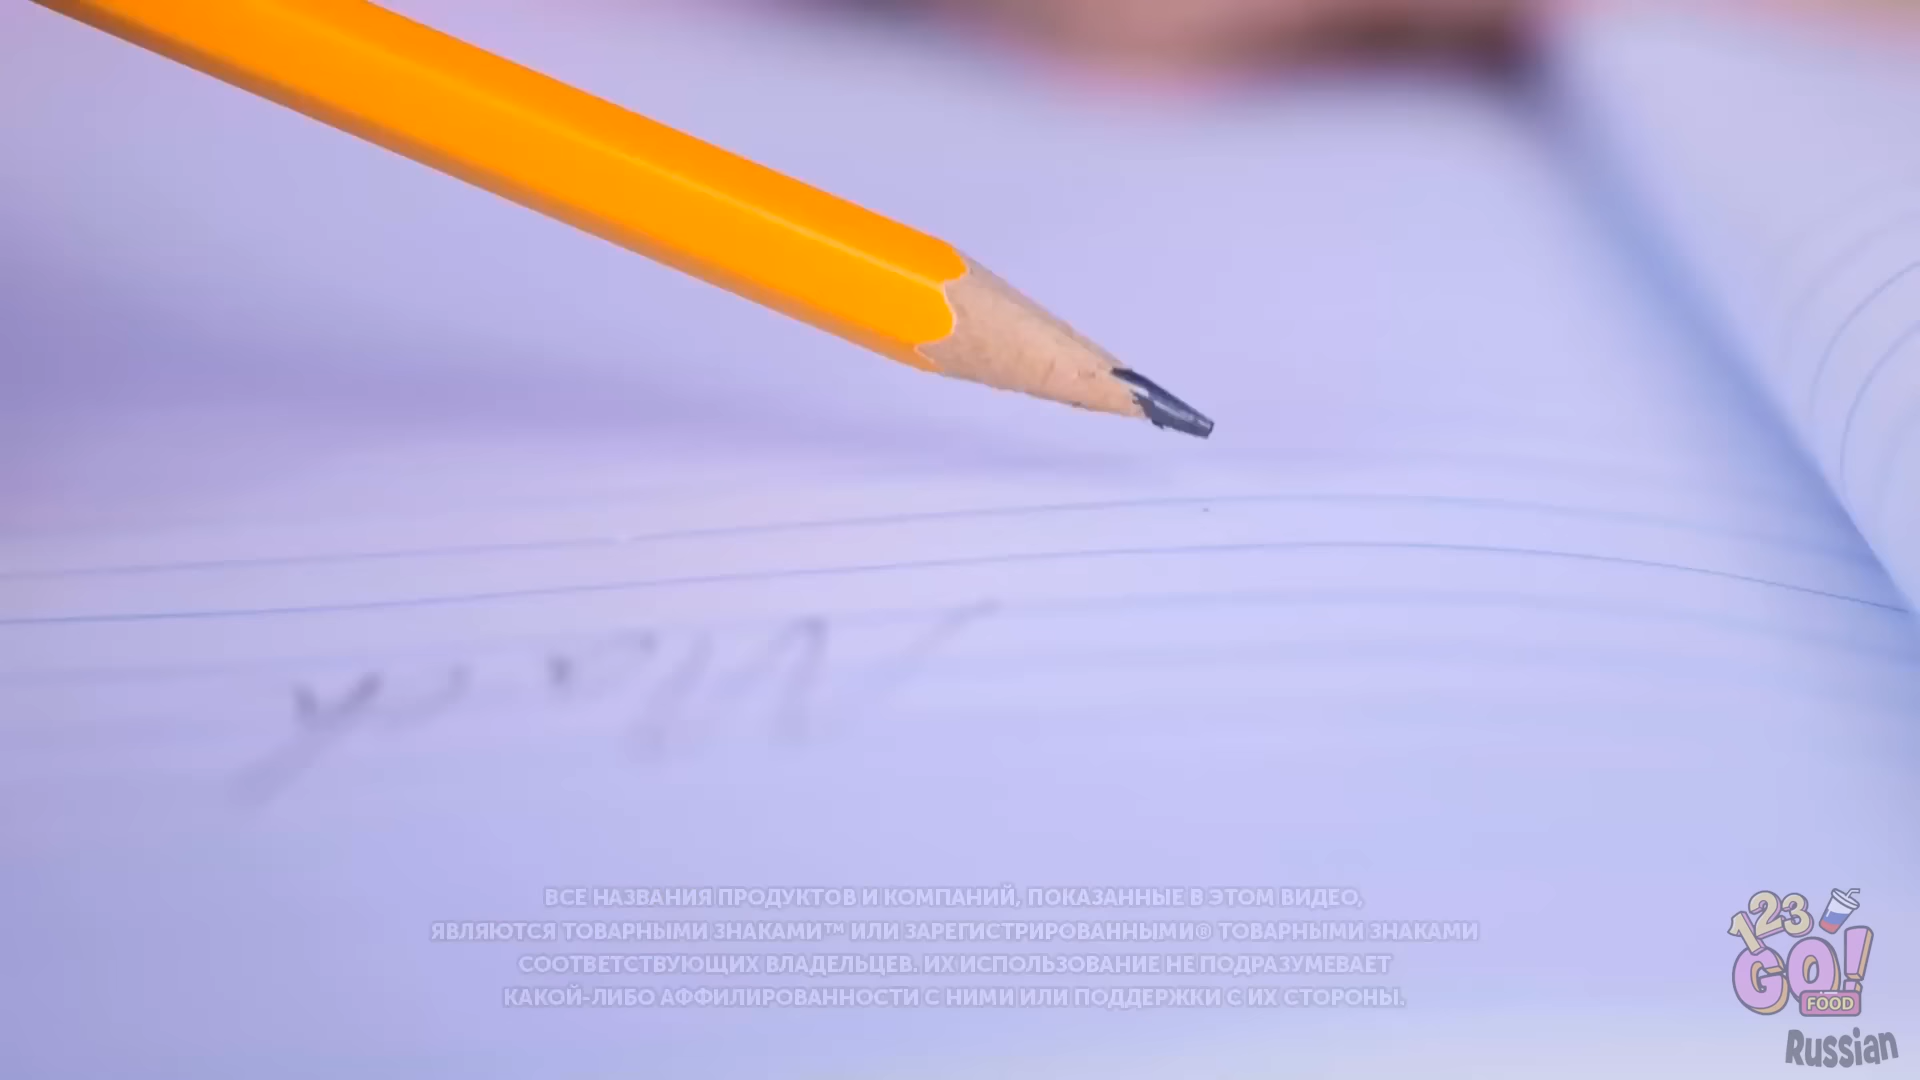 ВСЕ НАЗВАНИЯ ПРОДУКТОВ И КОМПАНИЙ, ПОКАЗАННЫЕ В ЭТОМ ВИДЕО,
ЯВЛЯЮТСЯ ТОВАРНЫМИ ЗНАКАМИ™ ИЛИ ЗАРЕГИСТРИРОВАННЫМИ® ТОВАРНЫМИ ЗНАКАМИ
СООТВЕТСТВУЮЩИХ ВЛАДЕЛЬЦЕВ. ИХ ИСПОЛЬЗОВАНИЕ НЕ ПОДРАЗУМЕВАЕТ
КАКОЙ-ЛИБО АФФИЛИРОВАННОСТИ С НИМИ ИЛИ ПОДДЕРЖКИ С ИХ СТОРОНЫ.
123
GO!
FOOD
Russian